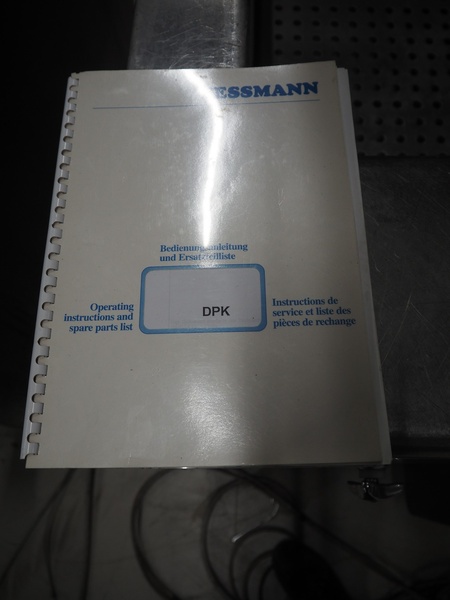 ESSMANN
Bedienungsanleitung
und Ersatzteilliste
Operating
instructions and
spare parts list
DPK
Instructions de
service et liste des
pièces de rechange